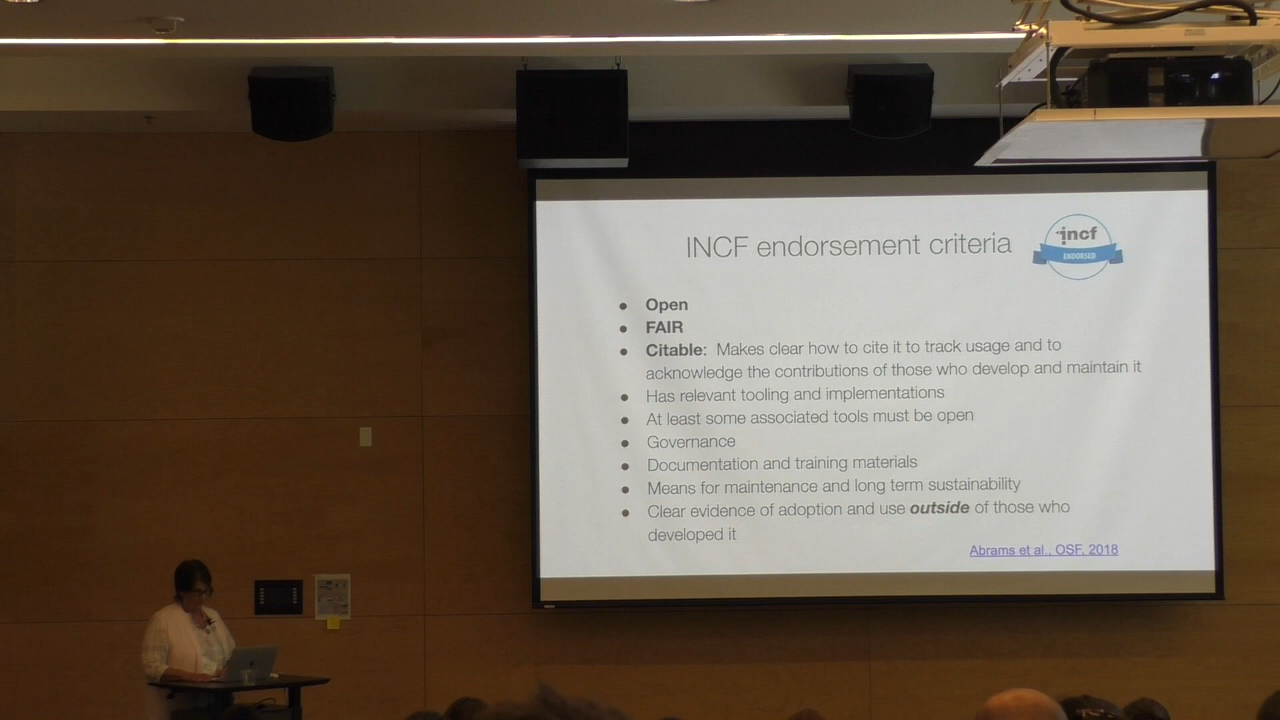 INCF endorsement criteria
incf
ENDORSED
● Open
● FAIR
● Citable: Makes clear how to cite it to track usage and to
acknowledge the contributions of those who develop and maintain it
● Has relevant tooling and implementations
● At least some associated tools must be open
● Governance
● Documentation and training materials
● Means for maintenance and long term sustainability
● Clear evidence of adoption and use outside of those who
developed it
Abrams et al., OSF, 2018